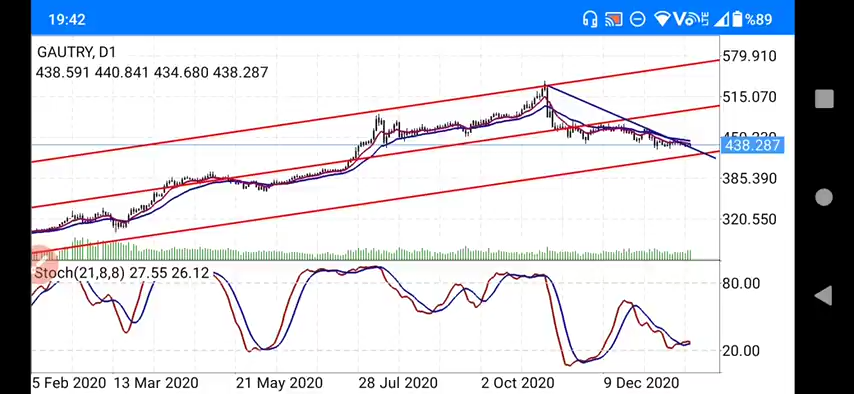 19:42
%89
GAUTRY, D1
438.591 440.841 434.680 438.287
579.910
515.070
438.287
385.390
320.550
Stoch(21,8,8) 27.55 26.12
80.00
20.00
5 Feb 2020 13 Mar 2020 21 May 2020 28 Jul 2020 2 Oct 2020 9 Dec 2020